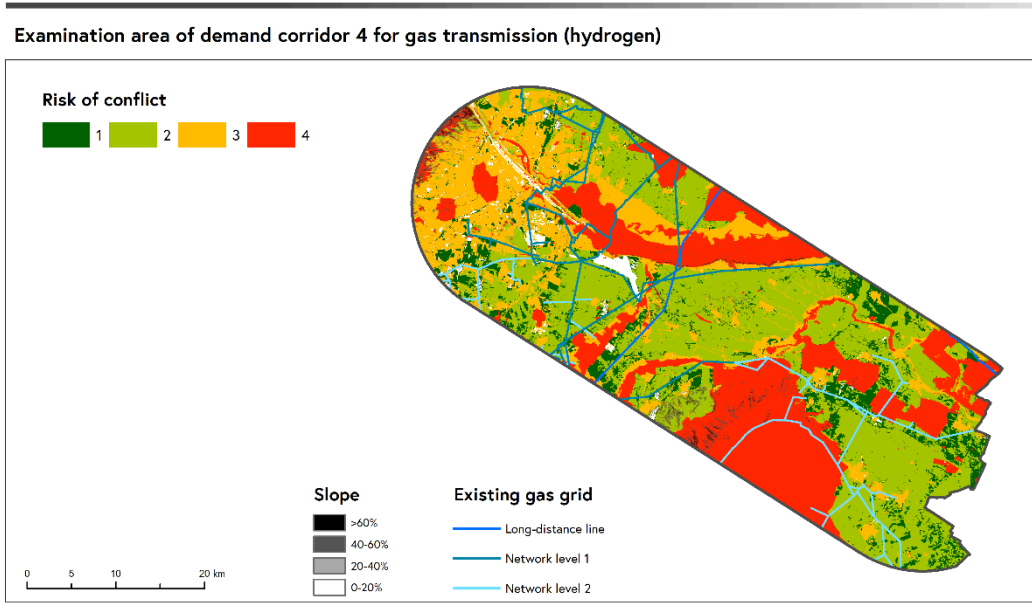 Examination area of demand corridor 4 for gas transmission (hydrogen)
Risk of conflict
1 2 3 4
Slope
>60%
40-60%
20-40%
0-20%
Existing gas grid
Long-distance line
Network level 1
Network level 2
0 5 10 20 km